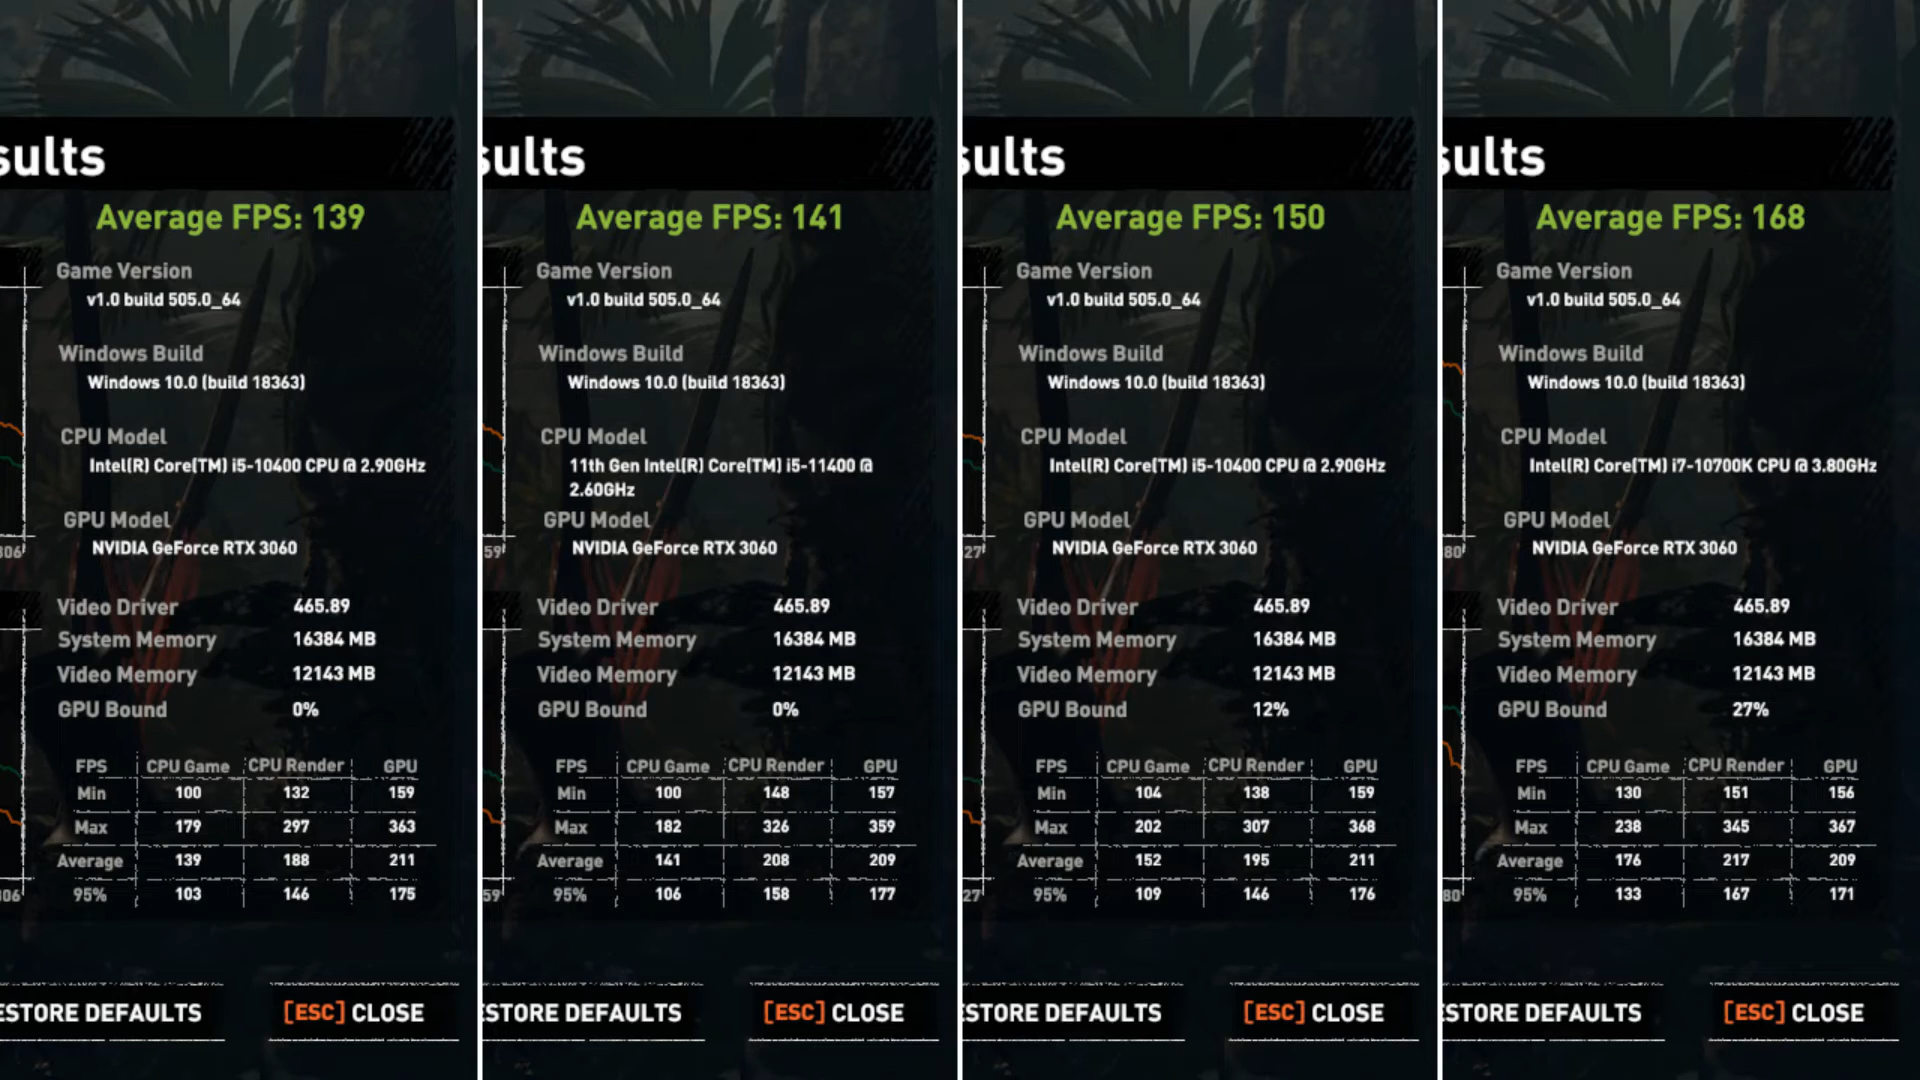 sults
Average FPS: 139
Game Version
v1.0 build 505.0_64
Windows Build
Windows 10.0 (build 18363)
CPU Model
Intel(R) Core(TM) i5-10400 CPU @ 2.90GHz
GPU Model
NVIDIA GeForce RTX 3060
306
Video Driver 465.89
System Memory 16384 MB
Video Memory 12143 MB
GPU Bound 0%
FPS CPU Game CPU Render GPU
Min 100 132 159
Max 179 297 363
Average 139 188 211
95% 103 146 175
306
ESTORE DEFAULTS [ESC] CLOSE
sults
Average FPS: 141
Game Version
v1.0 build 505.0_64
Windows Build
Windows 10.0 (build 18363)
CPU Model
11th Gen Intel(R) Core(TM) i5-11400 @
2.60GHz
GPU Model
NVIDIA GeForce RTX 3060
59
Video Driver 465.89
System Memory 16384 MB
Video Memory 12143 MB
GPU Bound 0%
FPS CPU Game CPU Render GPU
Min 100 148 157
Max 182 326 359
Average 141 208 209
95% 106 158 177
59
ESTORE DEFAULTS [ESC] CLOSE
sults
Average FPS: 150
Game Version
v1.0 build 505.0_64
Windows Build
Windows 10.0 (build 18363)
CPU Model
Intel(R) Core(TM) i5-10400 CPU @ 2.90GHz
GPU Model
NVIDIA GeForce RTX 3060
27
Video Driver 465.89
System Memory 16384 MB
Video Memory 12143 MB
GPU Bound 12%
FPS CPU Game CPU Render GPU
Min 104 138 159
Max 202 307 368
Average 152 195 211
95% 109 146 176
27
STORE DEFAULTS [ESC] CLOSE
sults
Average FPS: 168
Game Version
v1.0 build 505.0_64
Windows Build
Windows 10.0 (build 18363)
CPU Model
Intel(R) Core(TM) i7-10700K CPU @ 3.80GHz
GPU Model
NVIDIA GeForce RTX 3060
80
Video Driver 465.89
System Memory 16384 MB
Video Memory 12143 MB
GPU Bound 27%
FPS CPU Game CPU Render GPU
Min 130 151 156
Max 238 345 367
Average 176 217 209
95% 133 167 171
80
STORE DEFAULTS [ESC] CLOSE